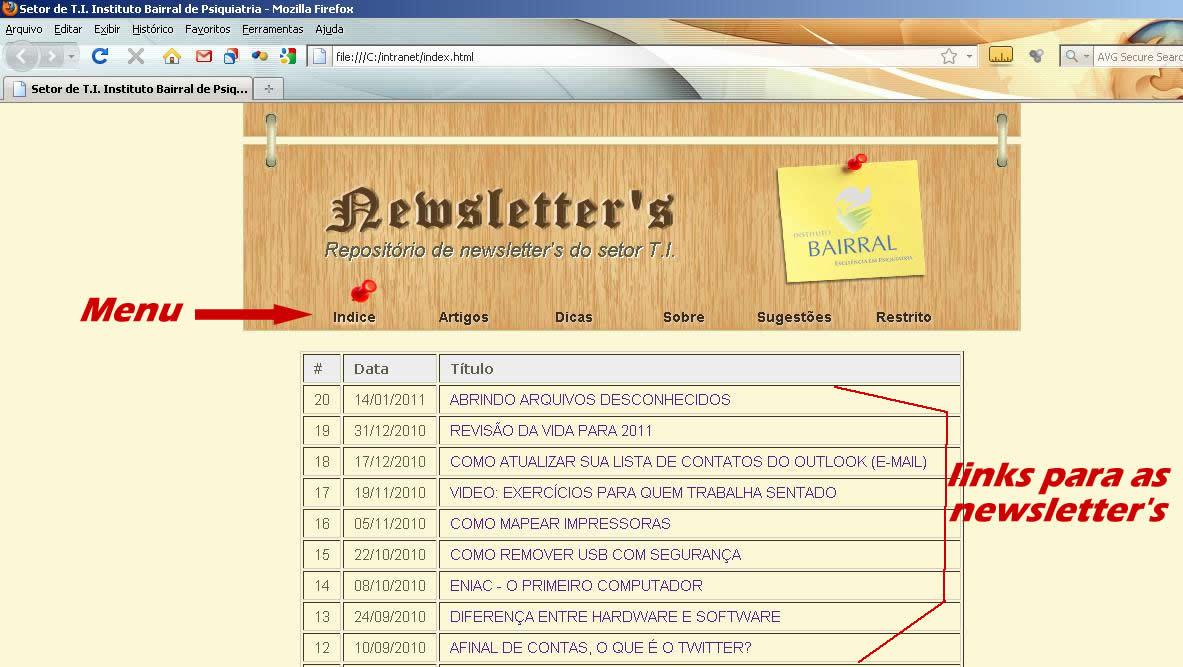 Setor de T.I. Instituto Bairral de Psiquiatria - Mozilla Firefox
Arquivo Editar Exibir Histórico Favoritos Ferramentas Ajuda
file:///C:/intranet/index.html
AVG Secure Searc
Setor de T.I. Instituto Bairral de Psiq...
Newsletter's
Repositório de newsletter's do setor T.I.
INSTITUTO
BAIRRAL
EXCELÊNCIA EM PSIQUIATRIA
Menu
Indice Artigos Dicas Sobre Sugestões Restrito
# Data Título
20 14/01/2011 ABRINDO ARQUIVOS DESCONHECIDOS
19 31/12/2010 REVISÃO DA VIDA PARA 2011
18 17/12/2010 COMO ATUALIZAR SUA LISTA DE CONTATOS DO OUTLOOK (E-MAIL)
17 19/11/2010 VIDEO: EXERCÍCIOS PARA QUEM TRABALHA SENTADO
16 05/11/2010 COMO MAPEAR IMPRESSORAS
15 22/10/2010 COMO REMOVER USB COM SEGURANÇA
14 08/10/2010 ENIAC - O PRIMEIRO COMPUTADOR
13 24/09/2010 DIFERENÇA ENTRE HARDWARE E SOFTWARE
12 10/09/2010 AFINAL DE CONTAS, O QUE É O TWITTER?
links para as
newsletter's